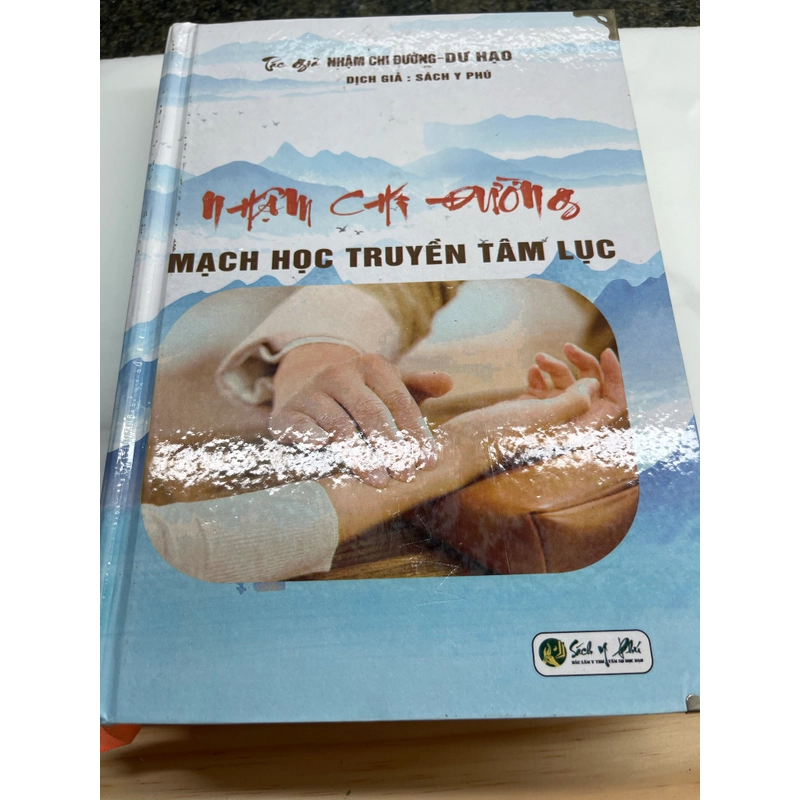 Tác giả NHẬM CHI ĐƯỜNG - DƯ HẠO
DỊCH GIẢ : SÁCH Y PHÚ
NHẬM CHI ĐƯỜNG
MẠCH HỌC TRUYỀN TÂM LỤC
Sách y Phú